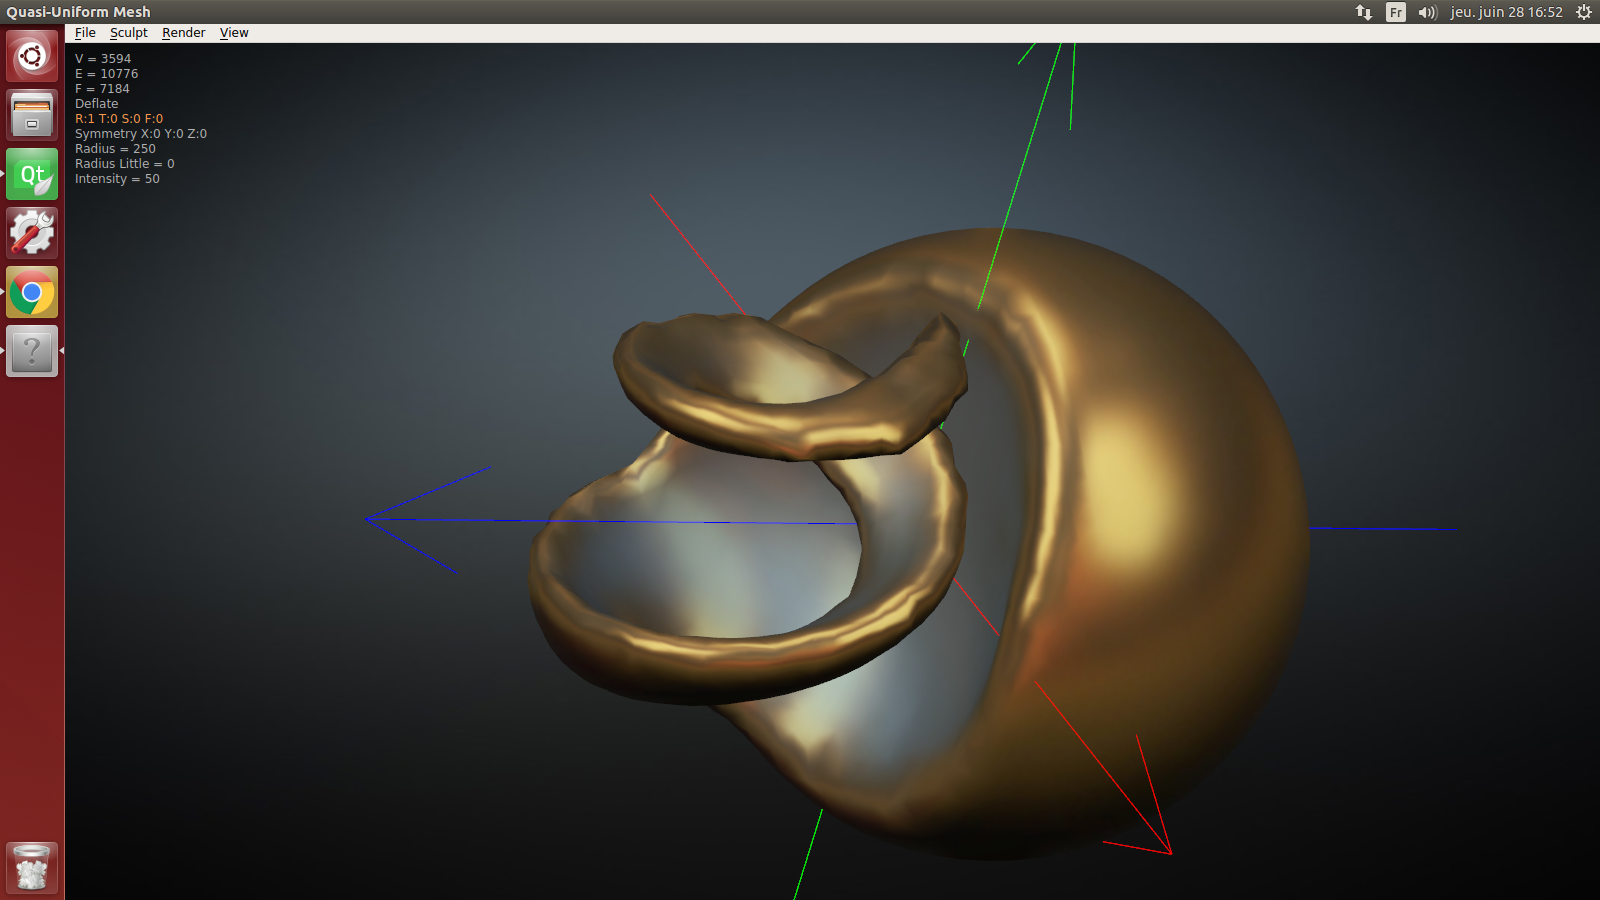 Quasi-Uniform Mesh
Fr
jeu. juin 28 16:52
File Sculpt Render View
V = 3594
E = 10776
F = 7184
Deflate
R:1 T:0 S:0 F:0
Symmetry X:0 Y:0 Z:0
Radius = 250
Radius Little = 0
Intensity = 50
Qt
?